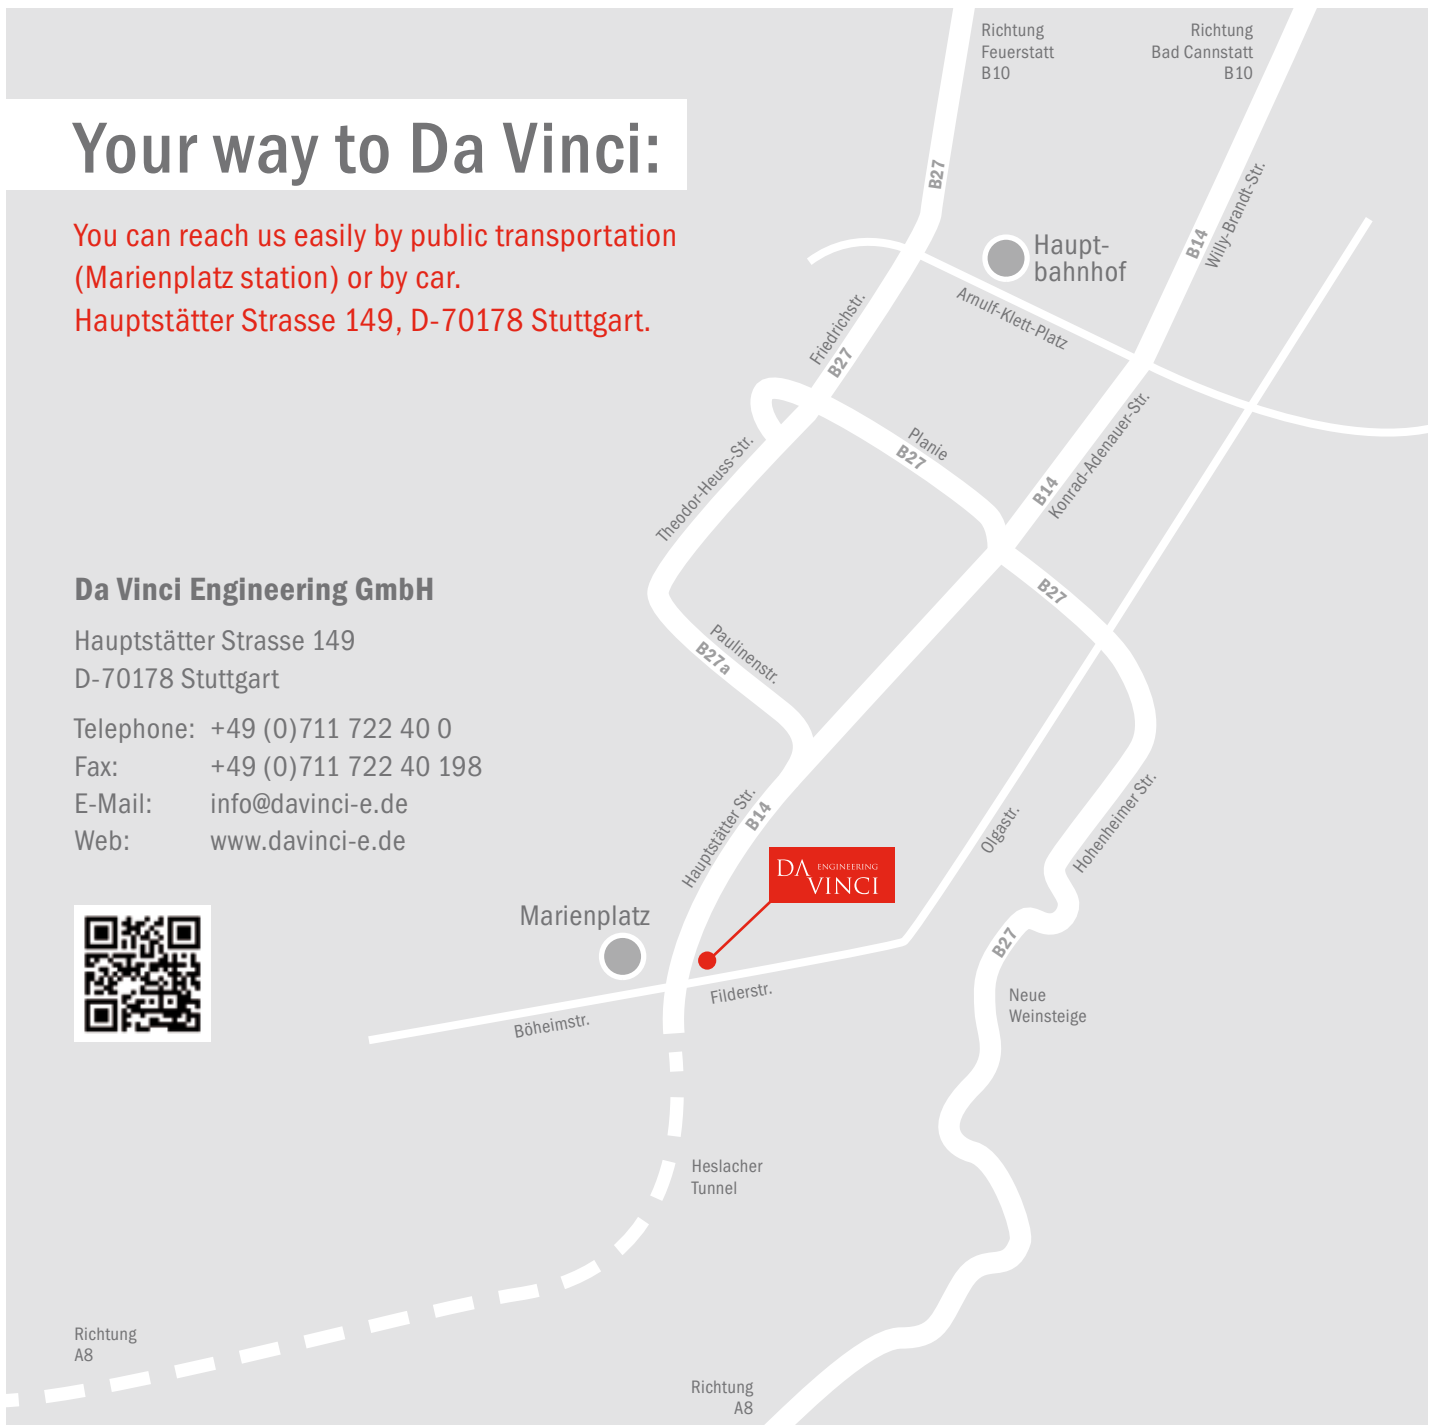 Richtung
Feuerstatt
B10
Richtung
Bad Cannstatt
B10
Your way to Da Vinci:
You can reach us easily by public transportation
(Marienplatz station) or by car.
Hauptstätter Strasse 149, D-70178 Stuttgart.
B27
B14
Willy-Brandt-Str.
Haupt-
bahnhof
Arnulf-Klett-Platz
Friedrichstr.
B27
Konrad-Adenauer-Str.
B14
Planie
B27
Theodor-Heuss-Str.
B27
Paulinenstr.
B27a
Da Vinci Engineering GmbH
Hauptstätter Strasse 149
D-70178 Stuttgart
Telephone: +49 (0)711 722 40 0
Fax: +49 (0)711 722 40 198
E-Mail: info@davinci-e.de
Web: www.davinci-e.de
Hauptstätter Str.
B14
DA ENGINEERING
VINCI
Olgastr.
Hohenheimer Str.
Marienplatz
B27
Filderstr.
Böheimstr.
Neue
Weinsteige
Heslacher
Tunnel
Richtung
A8
Richtung
A8